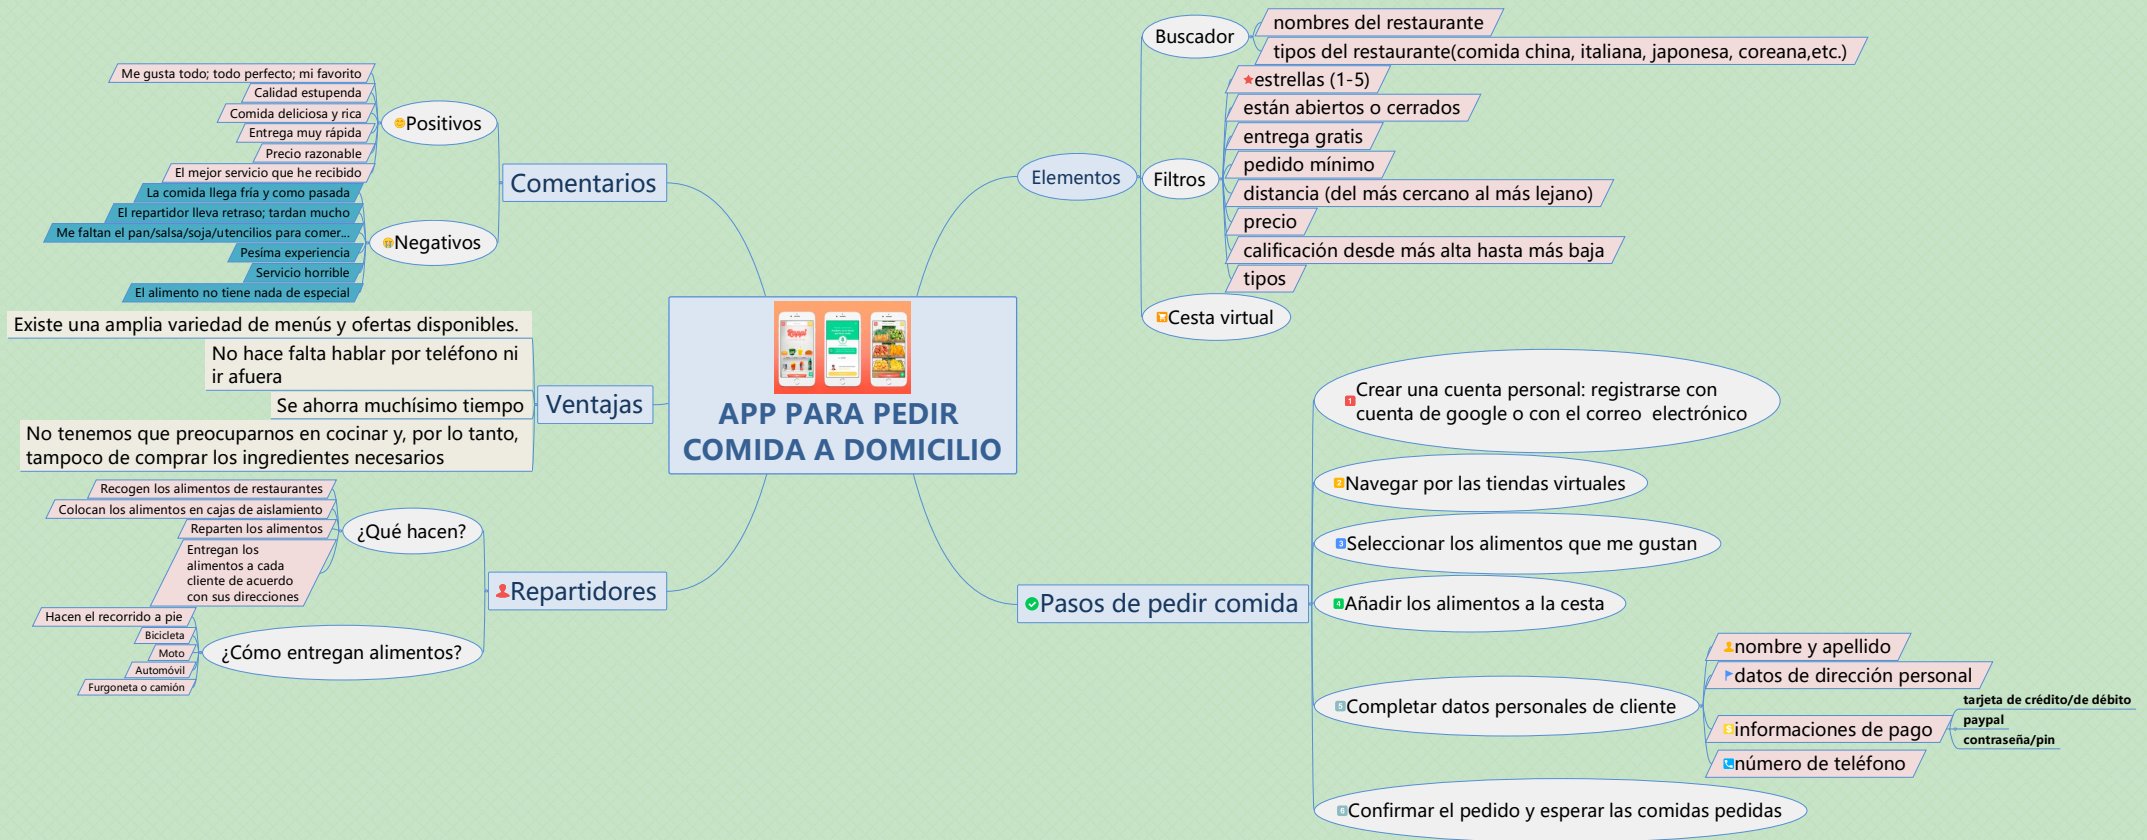 APP PARA PEDIR
COMIDA A DOMICILIO
Elementos
Buscador
nombres del restaurante
tipos del restaurante(comida china, italiana, japonesa, coreana,etc.)
Filtros
estrellas (1-5)
están abiertos o cerrados
entrega gratis
pedido mínimo
distancia (del más cercano al más lejano)
precio
calificación desde más alta hasta más baja
tipos
Cesta virtual
Pasos de pedir comida
1
Crear una cuenta personal: registrarse con
cuenta de google o con el correo electrónico
2 Navegar por las tiendas virtuales
3 Seleccionar los alimentos que me gustan
4 Añadir los alimentos a la cesta
5 Completar datos personales de cliente
nombre y apellido
datos de dirección personal
informaciones de pago
tarjeta de crédito/de débito
paypal
contraseña/pin
número de teléfono
6 Confirmar el pedido y esperar las comidas pedidas
Comentarios
Positivos
Me gusta todo; todo perfecto; mi favorito
Calidad estupenda
Comida deliciosa y rica
Entrega muy rápida
Precio razonable
El mejor servicio que he recibido
Negativos
La comida llega fría y como pasada
El repartidor lleva retraso; tardan mucho
Me faltan el pan/salsa/soja/utencilios para comer...
Pesíma experiencia
Servicio horrible
El alimento no tiene nada de especial
Ventajas
Existe una amplia variedad de menús y ofertas disponibles.
No hace falta hablar por teléfono ni
ir afuera
Se ahorra muchísimo tiempo
No tenemos que preocuparnos en cocinar y, por lo tanto,
tampoco de comprar los ingredientes necesarios
Repartidores
¿Qué hacen?
Recogen los alimentos de restaurantes
Colocan los alimentos en cajas de aislamiento
Reparten los alimentos
Entregan los
alimentos a cada
cliente de acuerdo
con sus direcciones
¿Cómo entregan alimentos?
Hacen el recorrido a pie
Bicicleta
Moto
Automóvil
Furgoneta o camión